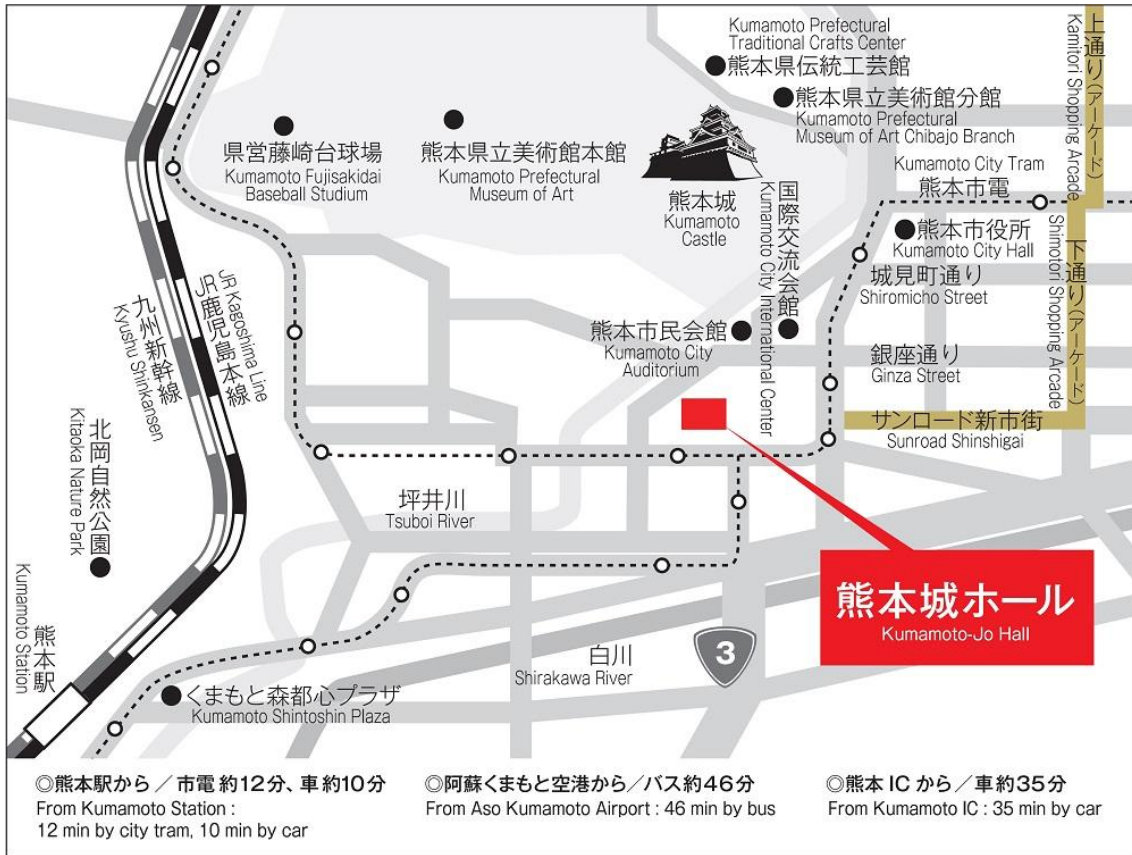 Kumamoto Prefectural
Traditional Crafts Center
熊本県伝統工芸館
熊本県立美術館分館
Kumamoto Prefectural
Museum of Art Chibajo Branch
上通り(アーケード)
Kamitori Shopping Arcade
県営藤崎台球場
Kumamoto Fujisakidai
Baseball Studium
熊本県立美術館本館
Kumamoto Prefectural
Museum of Art
熊本城
Kumamoto
Castle
国際交流会館
Kumamoto City International Center
Kumamoto City Tram
熊本市電
熊本市役所
Kumamoto City Hall
城見町通り
Shiromicho Street
下通り(アーケード)
Shimotori Shopping Arcade
JR Kagoshima Line
JR鹿児島本線
九州新幹線
Kyushu Shinkansen
熊本市民会館
Kumamoto City
Auditorium
銀座通り
Ginza Street
サンロード新市街
Sunroad Shinshigai
北岡自然公園
Kitaoka Nature Park
坪井川
Tsuboi River
熊本城ホール
Kumamoto-Jo Hall
熊本駅
Kumamoto Station
白川
Shirakawa River
3
くまもと森都心プラザ
Kumamoto Shintoshin Plaza
◎熊本駅から／市電約12分、車約10分
From Kumamoto Station :
12 min by city tram, 10 min by car
◎阿蘇くまもと空港から／バス約46分
From Aso Kumamoto Airport : 46 min by bus
◎熊本 IC から／車約35分
From Kumamoto IC : 35 min by car